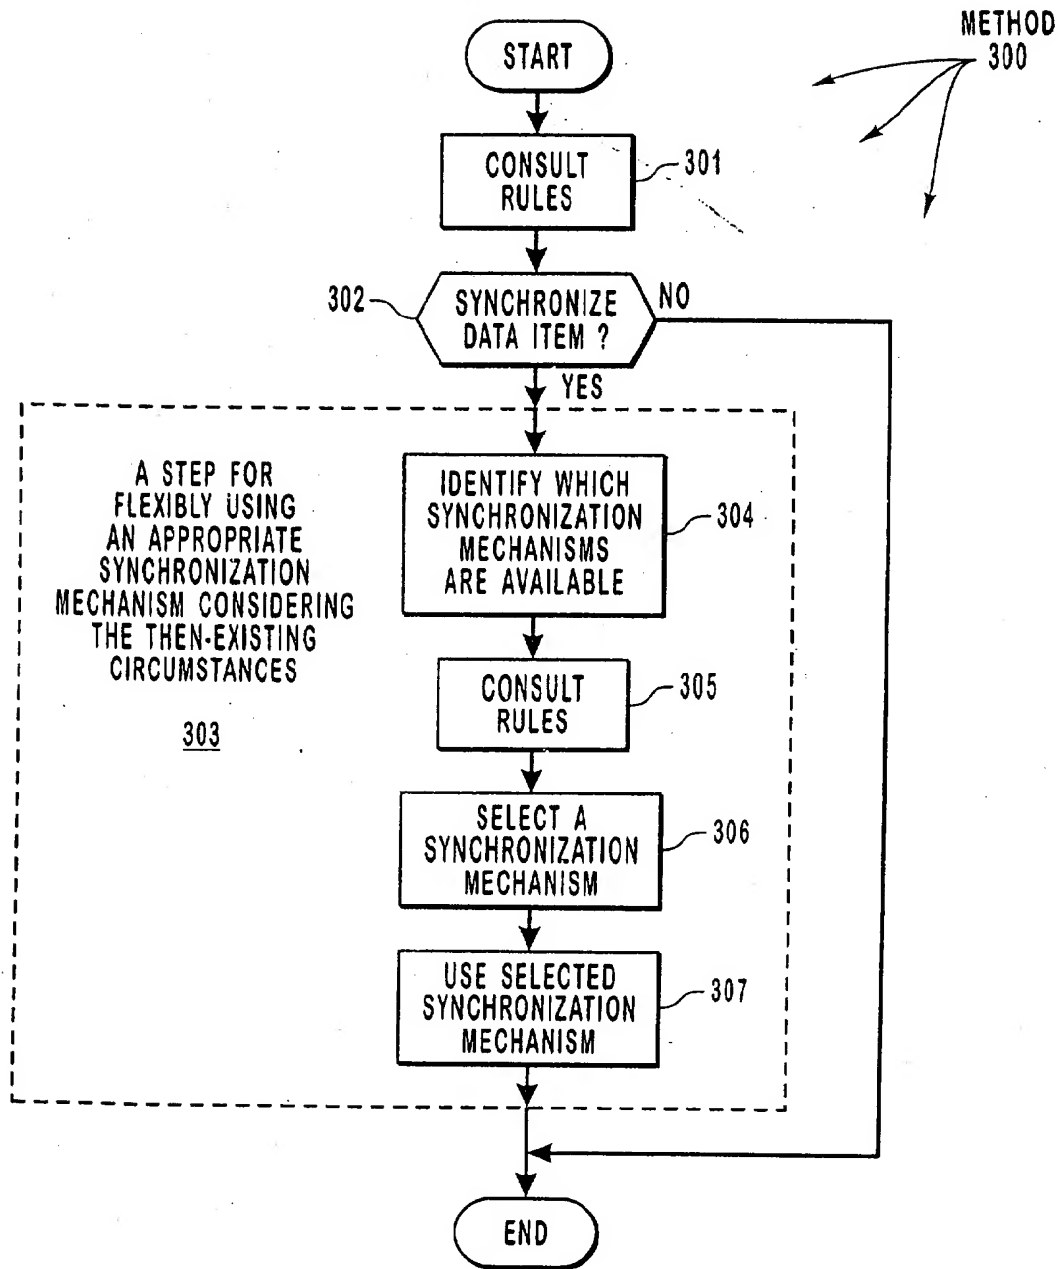 METHOD
300
START
CONSULT
RULES
301
302
SYNCHRONIZE
DATA ITEM ?
NO
YES
A STEP FOR
FLEXIBLY USING
AN APPROPRIATE
SYNCHRONIZATION
MECHANISM CONSIDERING
THE THEN-EXISTING
CIRCUMSTANCES
303
IDENTIFY WHICH
SYNCHRONIZATION
MECHANISMS
ARE AVAILABLE
304
CONSULT
RULES
305
SELECT A
SYNCHRONIZATION
MECHANISM
306
USE SELECTED
SYNCHRONIZATION
MECHANISM
307
END